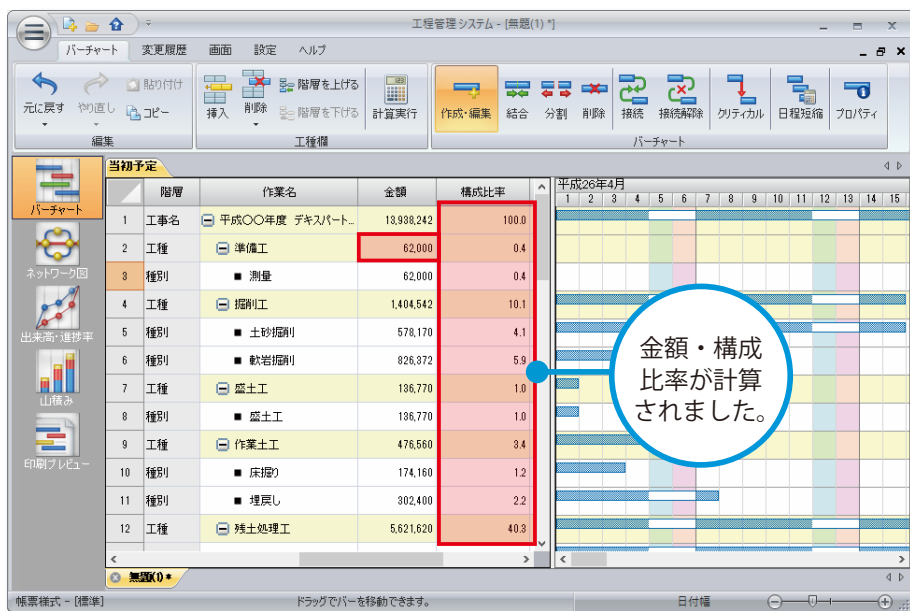 工程管理システム - [無題(1) *]
バーチャート 変更履歴 画面 設定 ヘルプ
元に戻す やり直し 貼り付け コピー
挿入 削除 階層を上げる 階層を下げる 計算実行
作成・編集 結合 分割 削除 接続 接続解除 クリティカル 日程短縮 プロパティ
編集 工種欄 バーチャート
バーチャート
ネットワーク図
出来高・進捗率
山積み
印刷プレビュー
当初予定
階層 作業名 金額 構成比率 平成26年4月
1 2 3 4 5 6 7 8 9 10 11 12 13 14 15
1 工事名 平成〇〇年度 デキスパート... 13,938,242 100.0
2 工種 準備工 62,000 0.4
3 種別 ■ 測量 62,000 0.4
4 工種 掘削工 1,404,542 10.1
5 種別 ■ 土砂掘削 578,170 4.1
6 種別 ■ 軟岩掘削 826,372 5.9
7 工種 盛土工 136,770 1.0
8 種別 ■ 盛土工 136,770 1.0
9 工種 作業土工 476,560 3.4
10 種別 ■ 床掘り 174,160 1.2
11 種別 ■ 埋戻し 302,400 2.2
12 工種 残土処理工 5,621,620 40.3
金額・構成
比率が計算
されました。
無題(1) *
帳票様式 - [標準] ドラッグでバーを移動できます。 日付幅